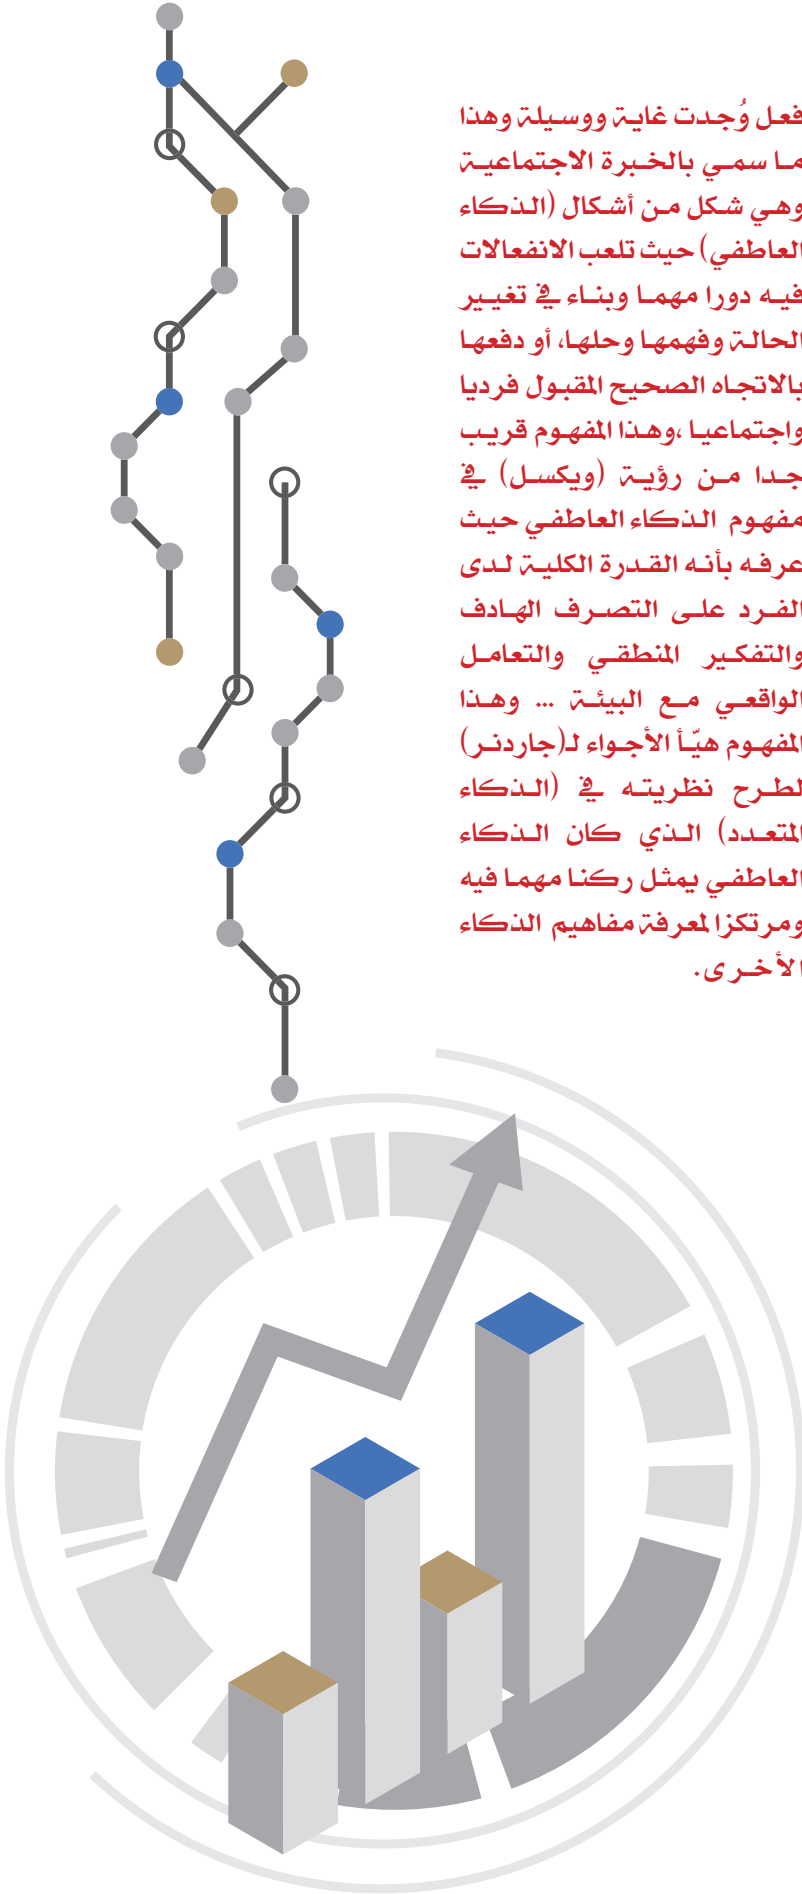 فعل وُجدت غاية ووسيلة وهذا
ما سمي بالخبرة الاجتماعية
وهي شكل من أشكال (الذكاء
العاطفي) حيث تلعب الانفعالات
فيه دورا مهما وبناء في تغيير
الحالة وفهمها وحلها، أو دفعها
بالاتجاه الصحيح المقبول فرديا
واجتماعيا ،وهذا المفهوم قريب
جدا من رؤية (ويكسل) في
مفهوم الذكاء العاطفي حيث
عرفه بأنه القدرة الكلية لدى
الفرد على التصرف الهادف
والتفكير المنطقي والتعامل
الواقعي مع البيئة ... وهذا
المفهوم هيّأ الأجواء لـ(جاردنر)
لطرح نظريته في (الذكاء
المتعدد) الذي كان الذكاء
العاطفي يمثل ركنا مهما فيه
ومرتكزا لمعرفة مفاهيم الذكاء
الأخرى.